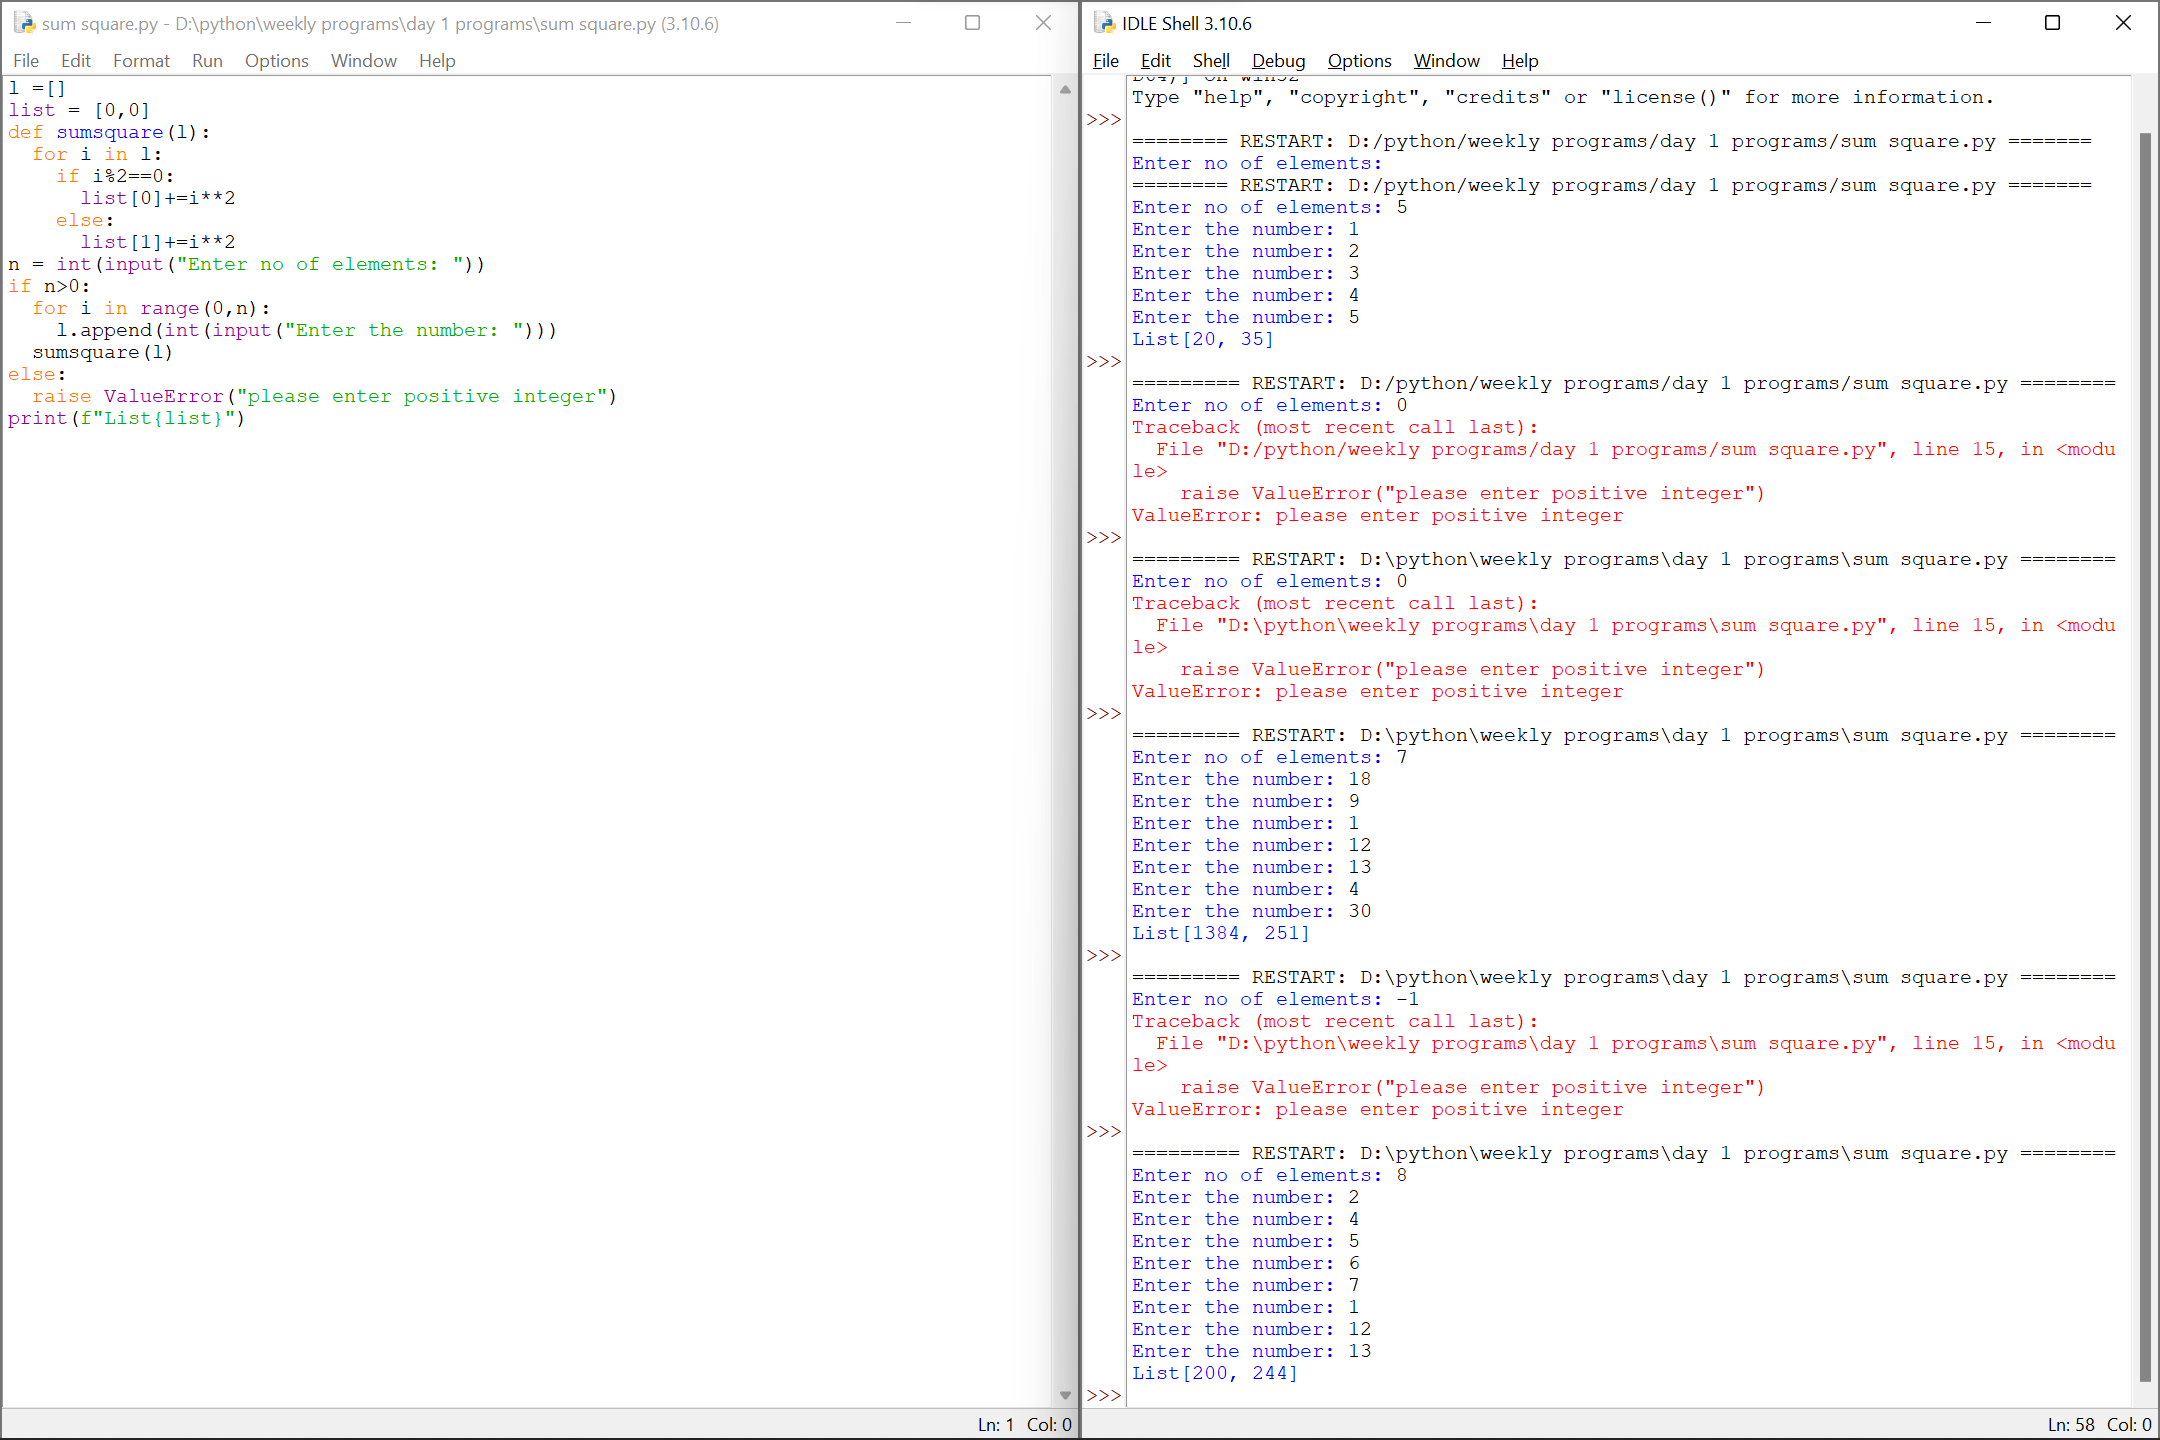 sum square.py - D:\python\weekly programs\day 1 programs\sum square.py (3.10.6)
File Edit Format Run Options Window Help
l =[]
list = [0,0]
def sumsquare(l):
  for i in l:
    if i%2==0:
      list[0]+=i**2
    else:
      list[1]+=i**2
n = int(input("Enter no of elements: "))
if n>0:
  for i in range(0,n):
    l.append(int(input("Enter the number: ")))
  sumsquare(l)
else:
  raise ValueError("please enter positive integer")
print(f"List{list}")
Ln: 1 Col: 0
IDLE Shell 3.10.6
File Edit Shell Debug Options Window Help
D64)] on win32
Type "help", "copyright", "credits" or "license()" for more information.
>>>
======== RESTART: D:/python/weekly programs/day 1 programs/sum square.py =======
Enter no of elements:
======== RESTART: D:/python/weekly programs/day 1 programs/sum square.py =======
Enter no of elements: 5
Enter the number: 1
Enter the number: 2
Enter the number: 3
Enter the number: 4
Enter the number: 5
List[20, 35]
>>>
========= RESTART: D:/python/weekly programs/day 1 programs/sum square.py ========
Enter no of elements: 0
Traceback (most recent call last):
  File "D:/python/weekly programs/day 1 programs/sum square.py", line 15, in <modu
le>
    raise ValueError("please enter positive integer")
ValueError: please enter positive integer
>>>
========= RESTART: D:\python\weekly programs\day 1 programs\sum square.py ========
Enter no of elements: 0
Traceback (most recent call last):
  File "D:\python\weekly programs\day 1 programs\sum square.py", line 15, in <modu
le>
    raise ValueError("please enter positive integer")
ValueError: please enter positive integer
>>>
========= RESTART: D:\python\weekly programs\day 1 programs\sum square.py ========
Enter no of elements: 7
Enter the number: 18
Enter the number: 9
Enter the number: 1
Enter the number: 12
Enter the number: 13
Enter the number: 4
Enter the number: 30
List[1384, 251]
>>>
========= RESTART: D:\python\weekly programs\day 1 programs\sum square.py ========
Enter no of elements: -1
Traceback (most recent call last):
  File "D:\python\weekly programs\day 1 programs\sum square.py", line 15, in <modu
le>
    raise ValueError("please enter positive integer")
ValueError: please enter positive integer
>>>
========= RESTART: D:\python\weekly programs\day 1 programs\sum square.py ========
Enter no of elements: 8
Enter the number: 2
Enter the number: 4
Enter the number: 5
Enter the number: 6
Enter the number: 7
Enter the number: 1
Enter the number: 12
Enter the number: 13
List[200, 244]
>>>
Ln: 58 Col: 0